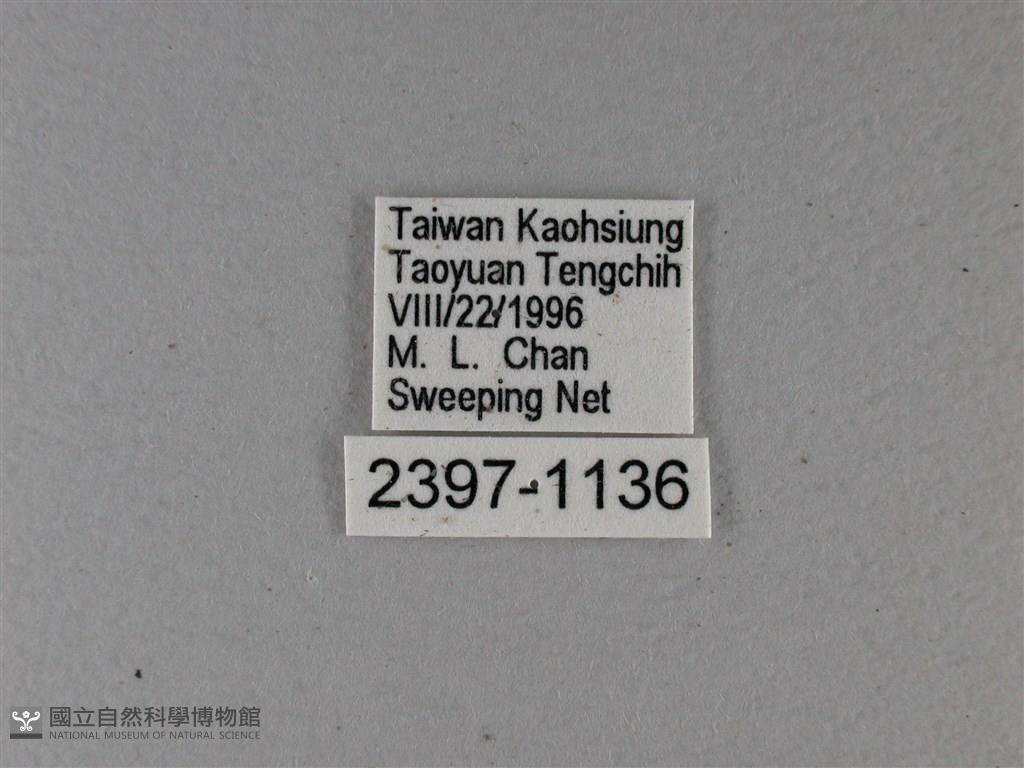 Taiwan Kaohsiung
Taoyuan Tengchih
VIII/22/1996
M. L. Chan
Sweeping Net
2397-1136
國立自然科學博物館
NATIONAL MUSEUM OF NATURAL SCIENCE